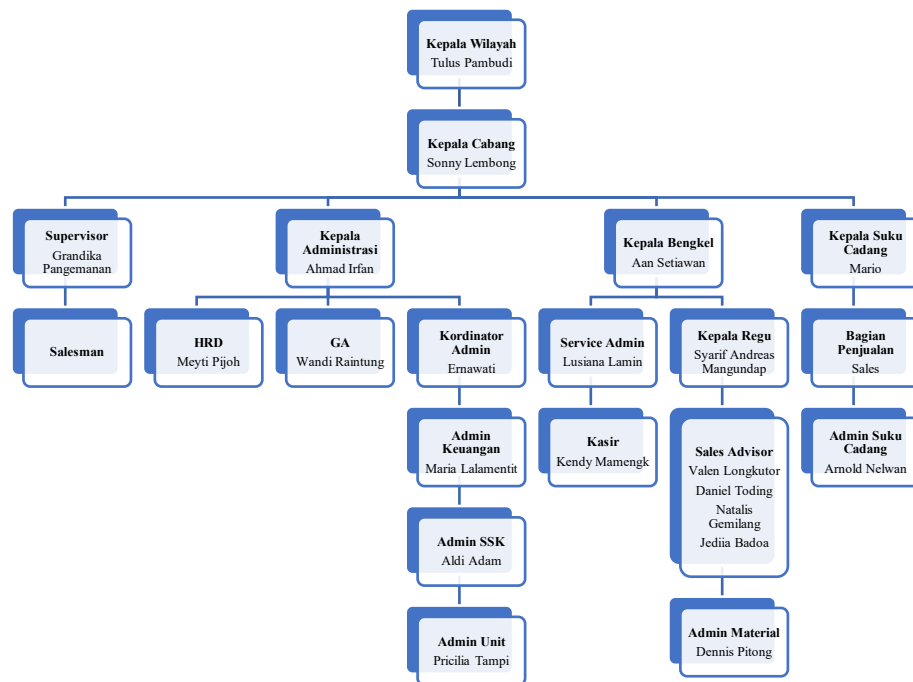 Kepala Wilayah
Tulus Pambudi
Kepala Cabang
Sonny Lembong
Supervisor
Grandika
Pangemanan
Kepala
Administrasi
Ahmad Irfan
Kepala Bengkel
Aan Setiawan
Kepala Suku
Cadang
Mario
Salesman
HRD
Meyti Pijoh
GA
Wandi Raintung
Kordinator
Admin
Ernawati
Service Admin
Lusiana Lamin
Kepala Regu
Syarif Andreas
Mangundap
Bagian
Penjualan
Sales
Admin
Keuangan
Maria Lalamentit
Kasir
Kendy Mamengk
Sales Advisor
Valen Longkutor
Daniel Toding
Natalis
Gemilang
Jediia Badoa
Admin Suku
Cadang
Arnold Nelwan
Admin SSK
Aldi Adam
Admin Unit
Pricilia Tampi
Admin Material
Dennis Pitong